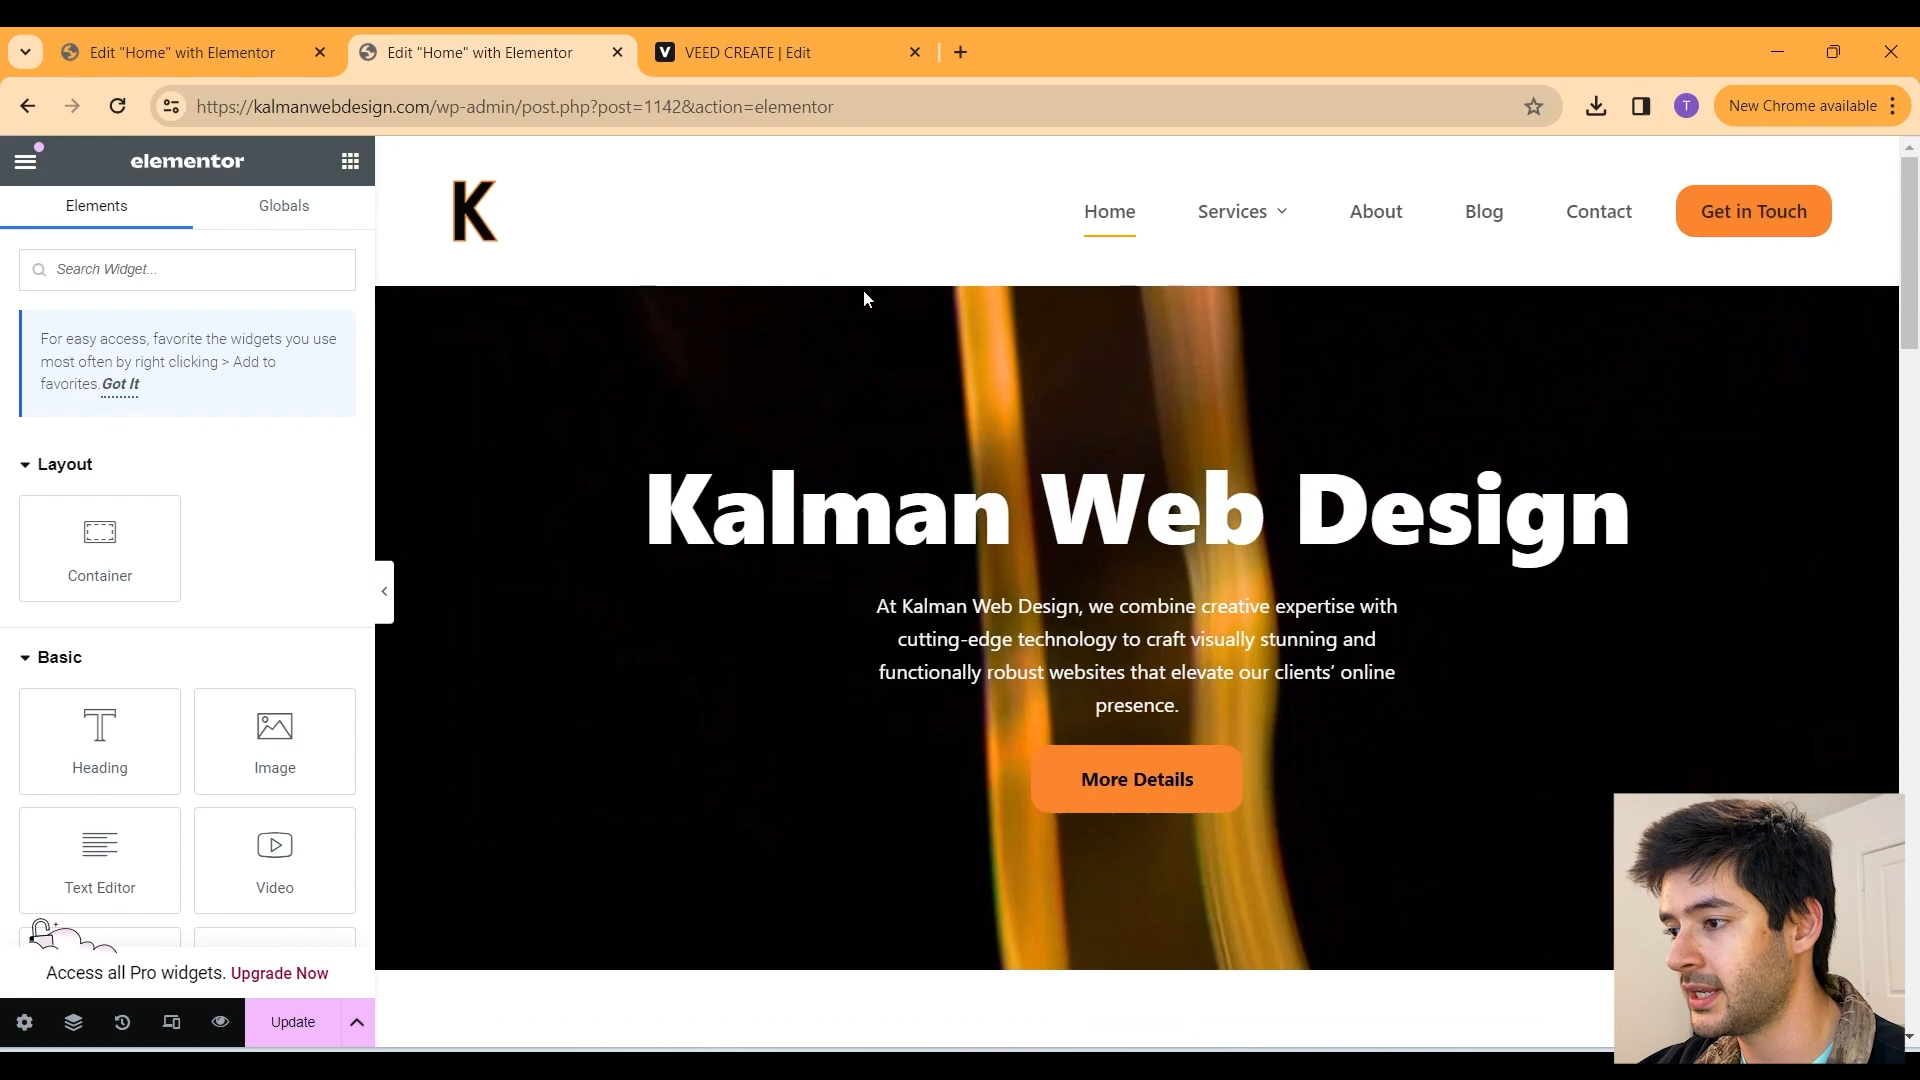 Edit "Home" with Elementor
Edit "Home" with Elementor
V VEED CREATE | Edit
https://kalmanwebdesign.com/wp-admin/post.php?post=1142&action=elementor
T
New Chrome available
elementor
Elements
Globals
Search Widget...
For easy access, favorite the widgets you use
most often by right clicking > Add to
favorites. Got It
Layout
Container
Basic
Heading
Image
Text Editor
Video
Access all Pro widgets. Upgrade Now
Update
K
Home
Services
About
Blog
Contact
Get in Touch
Kalman Web Design
At Kalman Web Design, we combine creative expertise with
cutting-edge technology to craft visually stunning and
functionally robust websites that elevate our clients’ online
presence.
More Details